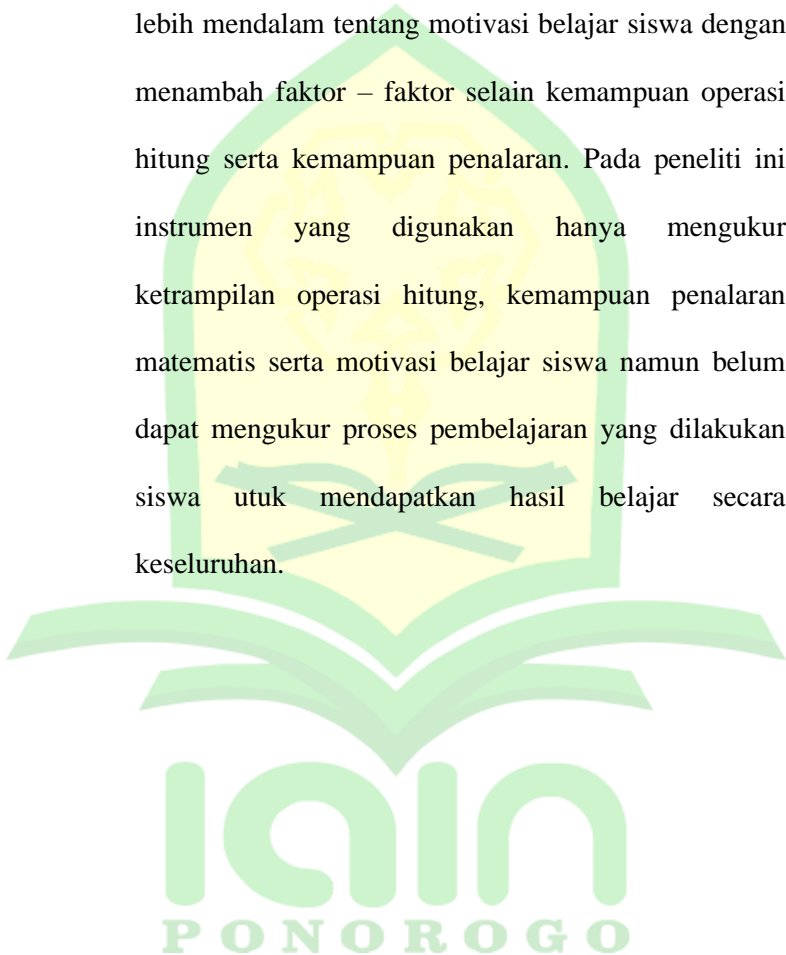 lebih mendalam tentang motivasi belajar siswa dengan
menambah faktor – faktor selain kemampuan operasi
hitung serta kemampuan penalaran. Pada peneliti ini
instrumen yang digunakan hanya mengukur
ketrampilan operasi hitung, kemampuan penalaran
matematis serta motivasi belajar siswa namun belum
dapat mengukur proses pembelajaran yang dilakukan
siswa utuk mendapatkan hasil belajar secara
keseluruhan.
iain
PONOROGO